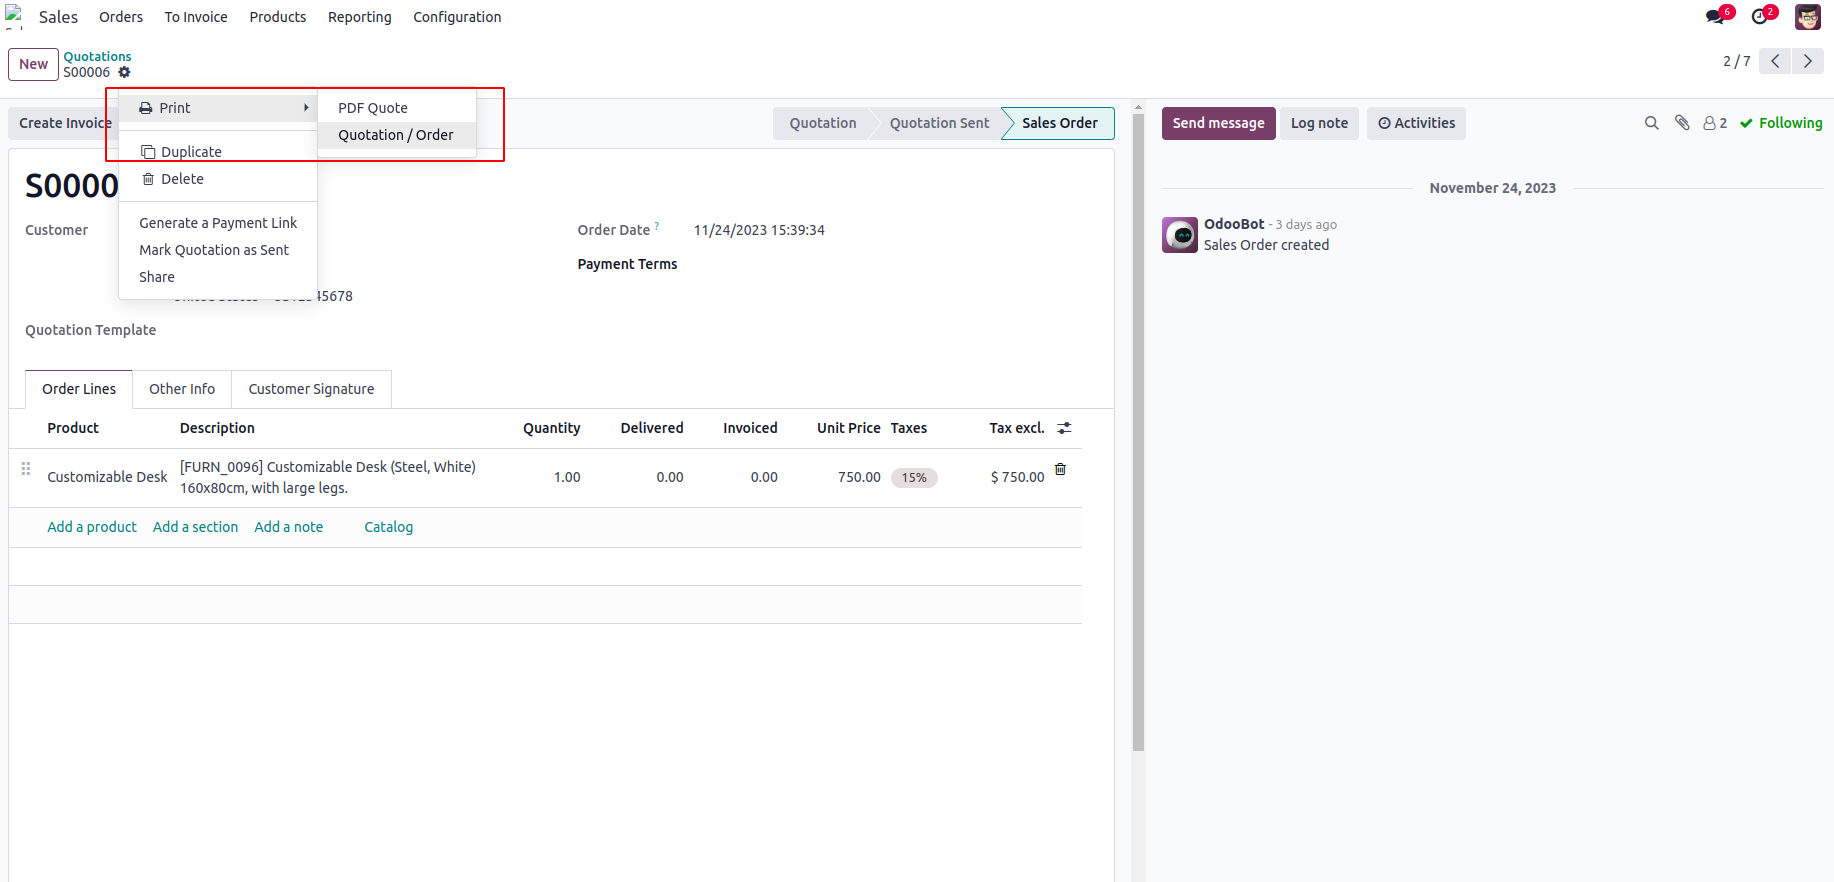 Sales Orders To Invoice Products Reporting Configuration 6 2
New Quotations 2 / 7
S00006
Print PDF Quote
Quotation / Order
Duplicate
Delete
Generate a Payment Link
Mark Quotation as Sent
Share
Create Invoice Quotation Quotation Sent Sales Order
S0000
Customer Order Date ? 11/24/2023 15:39:34
Payment Terms
45678
Quotation Template
Order Lines Other Info Customer Signature
Product Description Quantity Delivered Invoiced Unit Price Taxes Tax excl.
Customizable Desk [FURN_0096] Customizable Desk (Steel, White) 1.00 0.00 0.00 750.00 15% $ 750.00
160x80cm, with large legs.
Add a product Add a section Add a note Catalog
Send message Log note Activities 2 Following
November 24, 2023
OdooBot - 3 days ago
Sales Order created